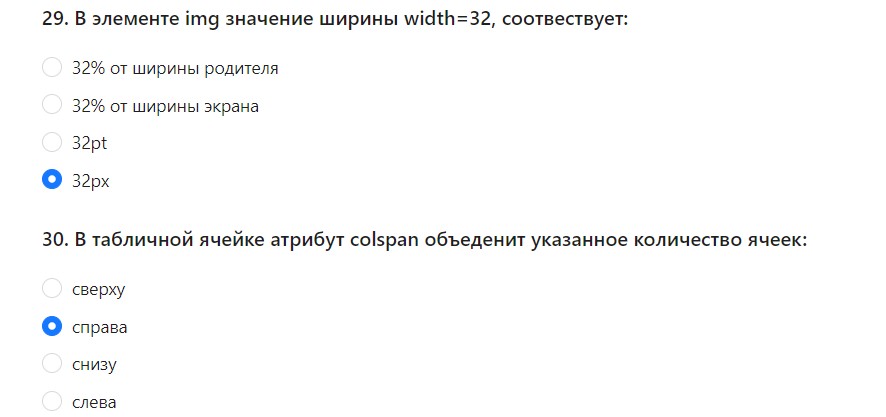 29. В элементе img значение ширины width=32, соотвествует:
32% от ширины родителя
32% от ширины экрана
32pt
32px
30. В табличной ячейке атрибут colspan объеденит указанное количество ячеек:
сверху
справа
снизу
слева